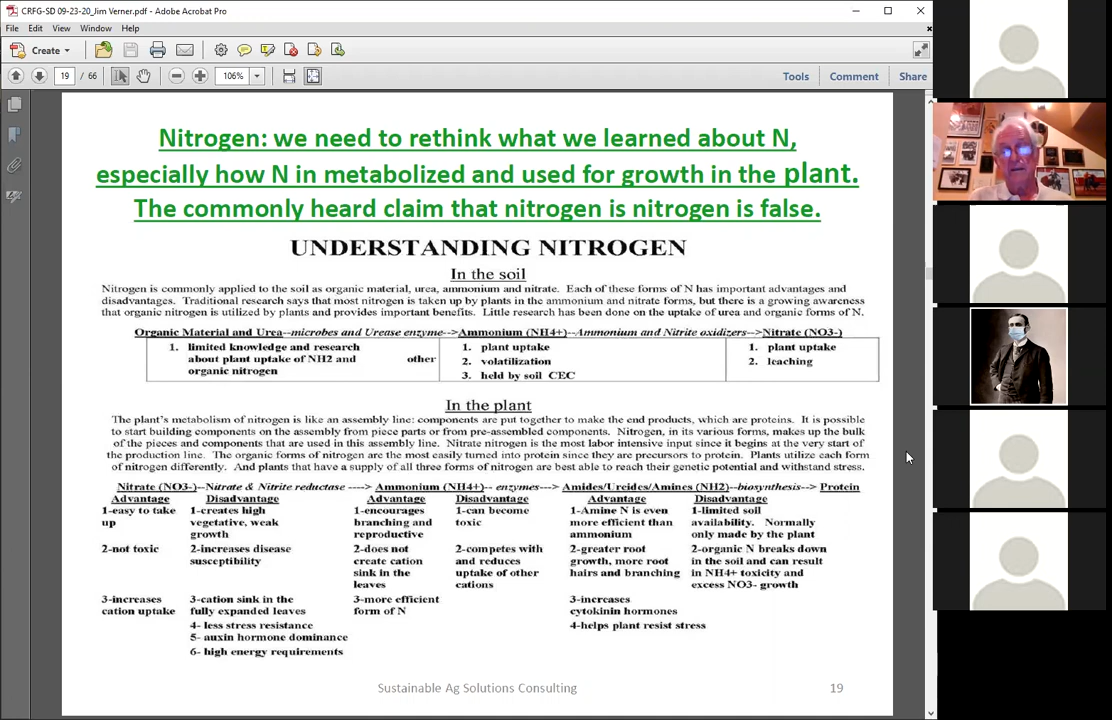 CRFG-SD 09-23-20_Jim Verner.pdf - Adobe Acrobat Pro
File Edit View Window Help
Create
19 / 66
106%
Tools Comment Share
Nitrogen: we need to rethink what we learned about N,
especially how N in metabolized and used for growth in the plant.
The commonly heard claim that nitrogen is nitrogen is false.
UNDERSTANDING NITROGEN
In the soil
Nitrogen is commonly applied to the soil as organic material, urea, ammonium and nitrate. Each of these forms of N has important advantages and
disadvantages. Traditional research says that most nitrogen is taken up by plants in the ammonium and nitrate forms, but there is a growing awareness
that organic nitrogen is utilized by plants and provides important benefits. Little research has been done on the uptake of urea and organic forms of N.
Organic Material and Urea--microbes and Urease enzyme-->Ammonium (NH4+)--Ammonium and Nitrite oxidizers-->Nitrate (NO3-)
1. limited knowledge and research 1. plant uptake 1. plant uptake
about plant uptake of NH2 and other 2. volatilization 2. leaching
organic nitrogen 3. held by soil CEC
In the plant
The plant's metabolism of nitrogen is like an assembly line: components are put together to make the end products, which are proteins. It is possible
to start building components on the assembly from piece parts or from pre-assembled components. Nitrogen, in its various forms, makes up the bulk
of the pieces and components that are used in this assembly line. Nitrate nitrogen is the most labor intensive input since it begins at the very start of
the production line. The organic forms of nitrogen are the most easily turned into protein since they are precursors to protein. Plants utilize each form
of nitrogen differently. And plants that have a supply of all three forms of nitrogen are best able to reach their genetic potential and withstand stress.
Nitrate (NO3-)--Nitrate & Nitrite reductase ----> Ammonium (NH4+)-- enzymes---> Amides/Ureides/Amines (NH2)--biosynthesis--> Protein
Advantage Disadvantage Advantage Disadvantage Advantage Disadvantage
1-easy to take 1-creates high 1-encourages 1-can become 1-Amine N is even 1-limited soil
up vegetative, weak branching and toxic more efficient than availability. Normally
growth reproductive ammonium only made by the plant
2-not toxic 2-increases disease 2-does not 2-competes with 2-greater root 2-organic N breaks down
susceptibility create cation and reduces growth, more root in the soil and can result
sink in the uptake of other hairs and branching in NH4+ toxicity and
leaves cations excess NO3- growth
3-increases 3-cation sink in the 3-more efficient 3-increases
cation uptake fully expanded leaves form of N cytokinin hormones
4- less stress resistance 4-helps plant resist stress
5- auxin hormone dominance
6- high energy requirements
Sustainable Ag Solutions Consulting 19